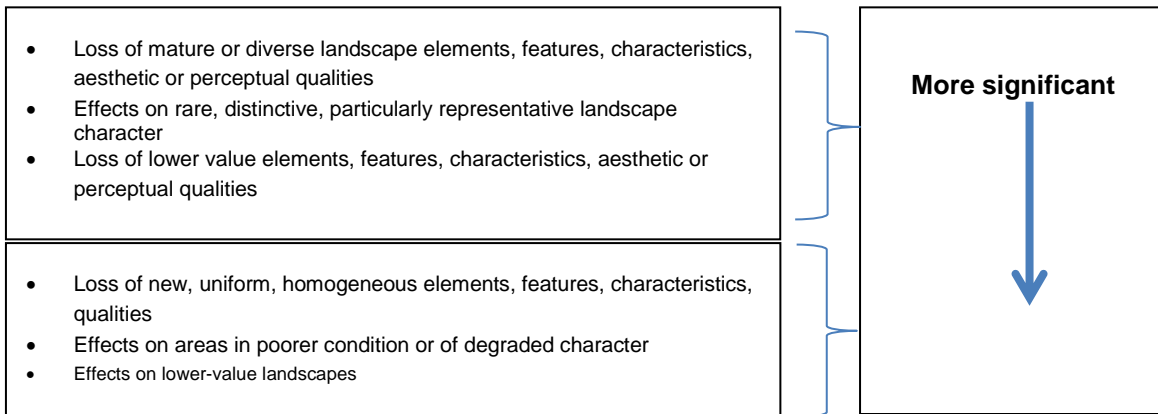 • Loss of mature or diverse landscape elements, features, characteristics,
aesthetic or perceptual qualities
• Effects on rare, distinctive, particularly representative landscape
character
• Loss of lower value elements, features, characteristics, aesthetic or
perceptual qualities
More significant
• Loss of new, uniform, homogeneous elements, features, characteristics,
qualities
• Effects on areas in poorer condition or of degraded character
• Effects on lower-value landscapes